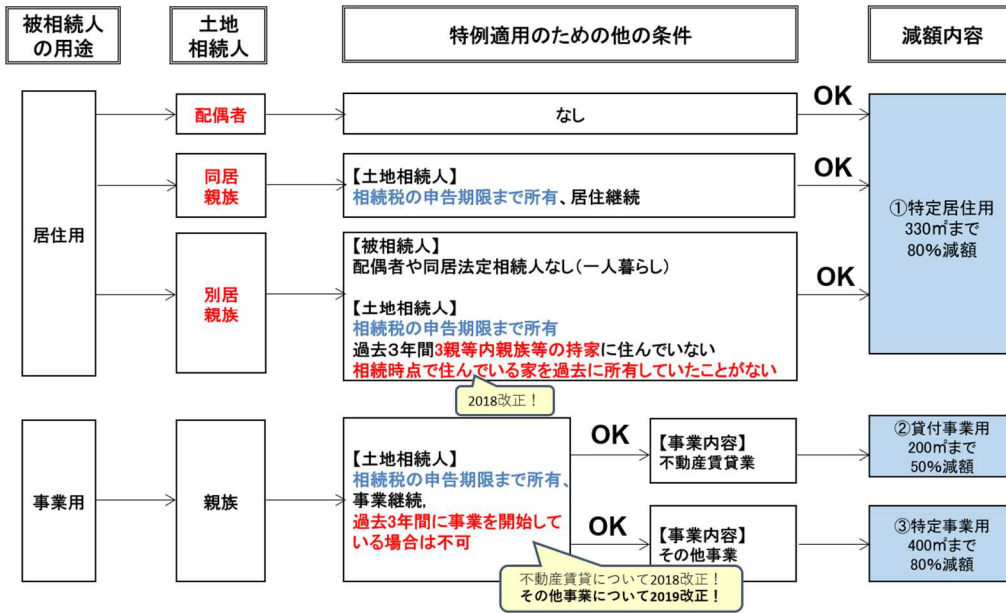 被相続人
の用途
土地
相続人
特例適用のための他の条件
減額内容
居住用
配偶者
なし
OK
同居
親族
【土地相続人】
相続税の申告期限まで所有、居住継続
OK
別居
親族
【被相続人】
配偶者や同居法定相続人なし(一人暮らし)
【土地相続人】
相続税の申告期限まで所有
過去3年間3親等内親族等の持家に住んでいない
相続時点で住んでいる家を過去に所有していたことがない
2018改正！
OK
①特定居住用
330㎡まで
80%減額
事業用
親族
【土地相続人】
相続税の申告期限まで所有、
事業継続,
過去3年間に事業を開始して
いる場合は不可
不動産賃貸について2018改正！
その他事業について2019改正！
OK
【事業内容】
不動産賃貸業
②貸付事業用
200㎡まで
50%減額
OK
【事業内容】
その他事業
③特定事業用
400㎡まで
80%減額